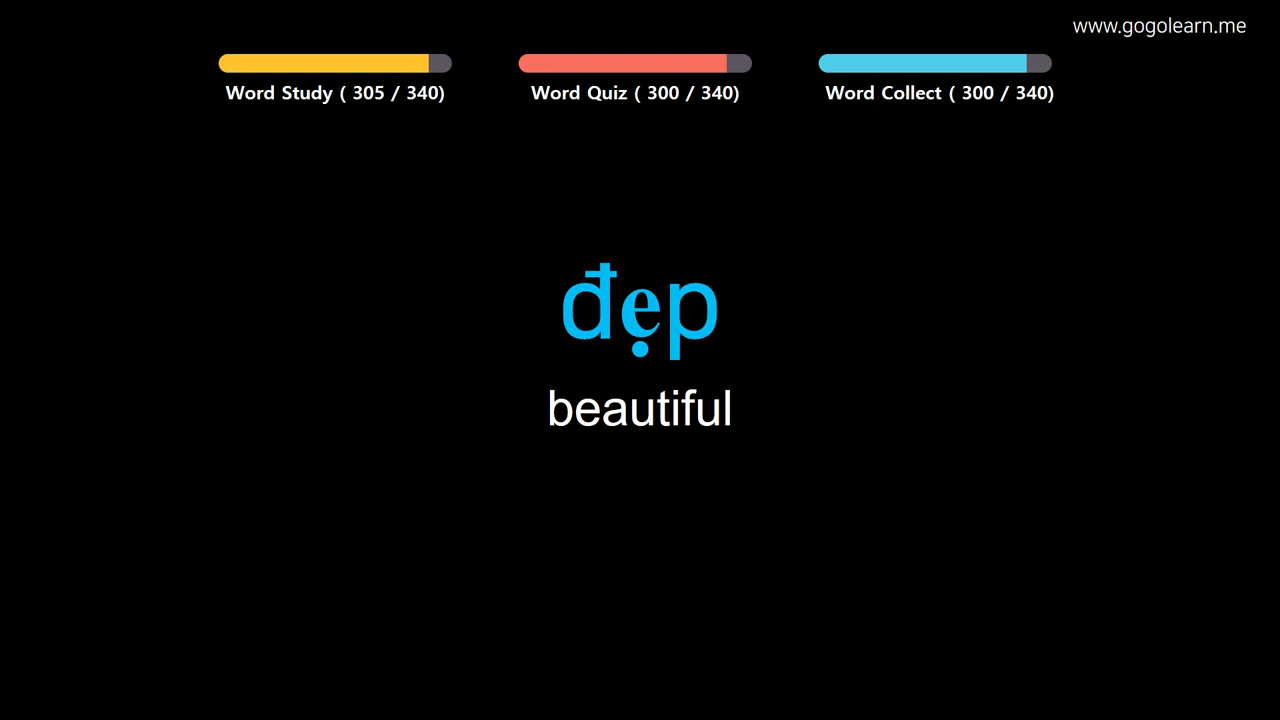 www.gogolearn.me
Word Study ( 305 / 340)
Word Quiz ( 300 / 340)
Word Collect ( 300 / 340)
đẹp
beautiful